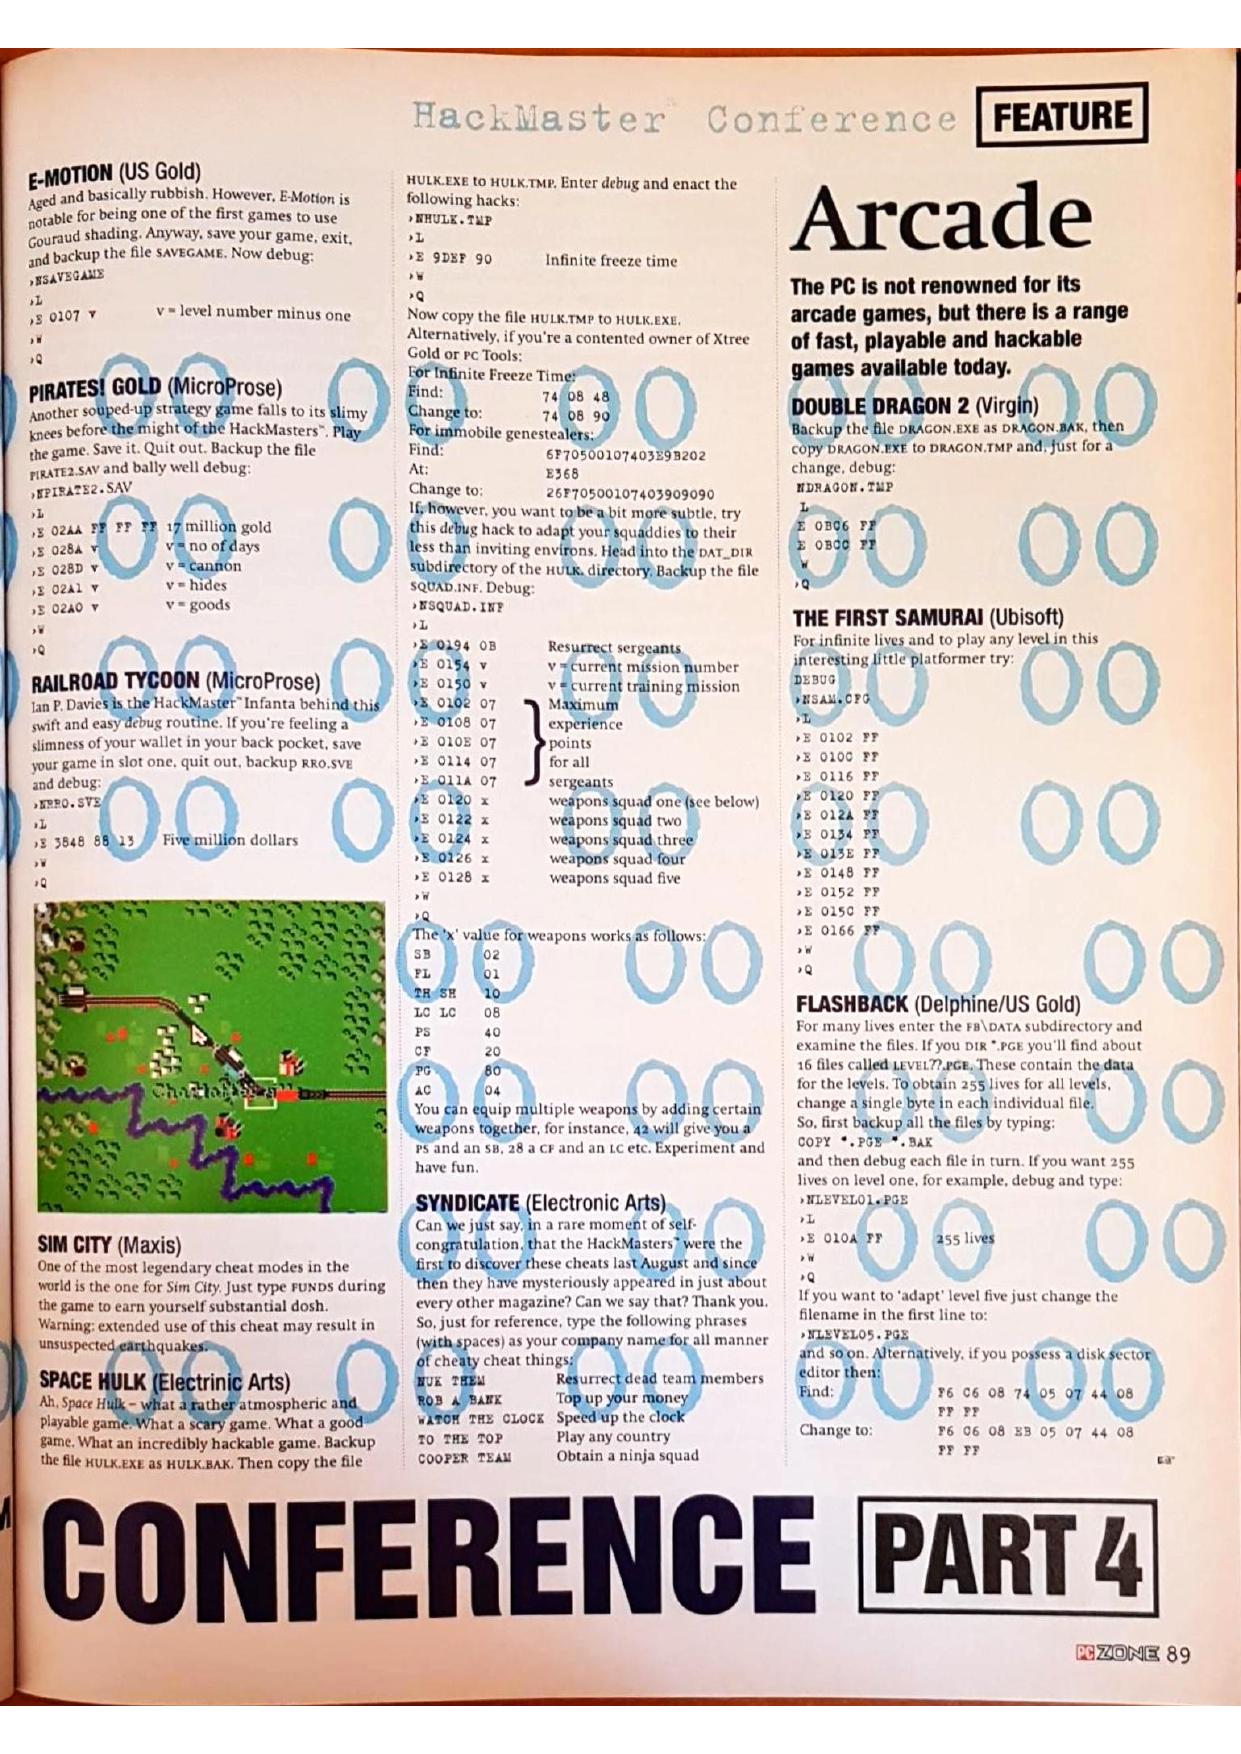 HackMaster™ Conference FEATURE
E-MOTION (US Gold)
Aged and basically rubbish. However, E-Motion is
notable for being one of the first games to use
Gouraud shading. Anyway, save your game, exit,
and backup the file SAVEGAME. Now debug:
›NSAVEGAME
›L
›E 0107 v v = level number minus one
›W
›Q
PIRATES! GOLD (MicroProse)
Another souped-up strategy game falls to its slimy
knees before the might of the HackMasters™. Play
the game. Save it. Quit out. Backup the file
PIRATE2.SAV and bally well debug:
›NPIRATE2.SAV
›L
›E 02AA FF FF FF 17 million gold
›E 028A v v = no of days
›E 028D v v = cannon
›E 02A1 v v = hides
›E 02A0 v v = goods
›W
›Q
RAILROAD TYCOON (MicroProse)
Ian P. Davies is the HackMaster™ Infanta behind this
swift and easy debug routine. If you're feeling a
slimness of your wallet in your back pocket, save
your game in slot one, quit out, backup RR0.SVE
and debug:
›NRR0.SVE
›L
›E 3848 88 13 Five million dollars
›W
›Q
SIM CITY (Maxis)
One of the most legendary cheat modes in the
world is the one for Sim City. Just type FUNDS during
the game to earn yourself substantial dosh.
Warning: extended use of this cheat may result in
unsuspected earthquakes.
SPACE HULK (Electrinic Arts)
Ah, Space Hulk – what a rather atmospheric and
playable game. What a scary game. What a good
game. What an incredibly hackable game. Backup
the file HULK.EXE as HULK.BAK. Then copy the file
HULK.EXE to HULK.TMP. Enter debug and enact the
following hacks:
›NHULK.TMP
›L
›E 9DEF 90 Infinite freeze time
›W
›Q
Now copy the file HULK.TMP to HULK.EXE.
Alternatively, if you're a contented owner of Xtree
Gold or PC Tools:
For Infinite Freeze Time:
Find: 74 08 48
Change to: 74 08 90
For immobile genestealers:
Find: 6F70500107403E9B202
At: E368
Change to: 26F70500107403909090
If, however, you want to be a bit more subtle, try
this debug hack to adapt your squaddies to their
less than inviting environs. Head into the DAT_DIR
subdirectory of the HULK. directory. Backup the file
SQUAD.INF. Debug:
›NSQUAD.INF
›L
›E 0194 0B Resurrect sergeants
›E 0154 v v = current mission number
›E 0150 v v = current training mission
›E 0102 07 Maximum
›E 0108 07 experience
›E 010E 07 points
›E 0114 07 for all
›E 011A 07 sergeants
›E 0120 x weapons squad one (see below)
›E 0122 x weapons squad two
›E 0124 x weapons squad three
›E 0126 x weapons squad four
›E 0128 x weapons squad five
›W
›Q
The 'x' value for weapons works as follows:
SB 02
FL 01
TH SH 10
LC LC 08
PS 40
CF 20
PG 80
AC 04
You can equip multiple weapons by adding certain
weapons together, for instance, 42 will give you a
PS and an SB, 28 a CF and an LC etc. Experiment and
have fun.
SYNDICATE (Electronic Arts)
Can we just say, in a rare moment of self-
congratulation, that the HackMasters™ were the
first to discover these cheats last August and since
then they have mysteriously appeared in just about
every other magazine? Can we say that? Thank you.
So, just for reference, type the following phrases
(with spaces) as your company name for all manner
of cheaty cheat things:
NUK THEM Resurrect dead team members
ROB A BANK Top up your money
WATCH THE CLOCK Speed up the clock
TO THE TOP Play any country
COOPER TEAM Obtain a ninja squad
Arcade
The PC is not renowned for its
arcade games, but there is a range
of fast, playable and hackable
games available today.
DOUBLE DRAGON 2 (Virgin)
Backup the file DRAGON.EXE as DRAGON.BAK, then
copy DRAGON.EXE to DRAGON.TMP and, just for a
change, debug:
NDRAGON.TMP
L
E 0BC6 FF
E 0BCC FF
W
›Q
THE FIRST SAMURAI (Ubisoft)
For infinite lives and to play any level in this
interesting little platformer try:
DEBUG
›NSAM.CFG
›L
›E 0102 FF
›E 010C FF
›E 0116 FF
›E 0120 FF
›E 012A FF
›E 0134 FF
›E 013E FF
›E 0148 FF
›E 0152 FF
›E 015C FF
›E 0166 FF
›W
›Q
FLASHBACK (Delphine/US Gold)
For many lives enter the FB\DATA subdirectory and
examine the files. If you DIR *.PGE you'll find about
16 files called LEVEL??.PGE. These contain the data
for the levels. To obtain 255 lives for all levels,
change a single byte in each individual file.
So, first backup all the files by typing:
COPY *.PGE *.BAK
and then debug each file in turn. If you want 255
lives on level one, for example, debug and type:
›NLEVEL01.PGE
›L
›E 010A FF 255 lives
›W
›Q
If you want to 'adapt' level five just change the
filename in the first line to:
›NLEVEL05.PGE
and so on. Alternatively, if you possess a disk sector
editor then:
Find: F6 C6 08 74 05 07 44 08
FF FF
Change to: F6 C6 08 EB 05 07 44 08
FF FF
CONFERENCE PART 4
PC ZONE 89